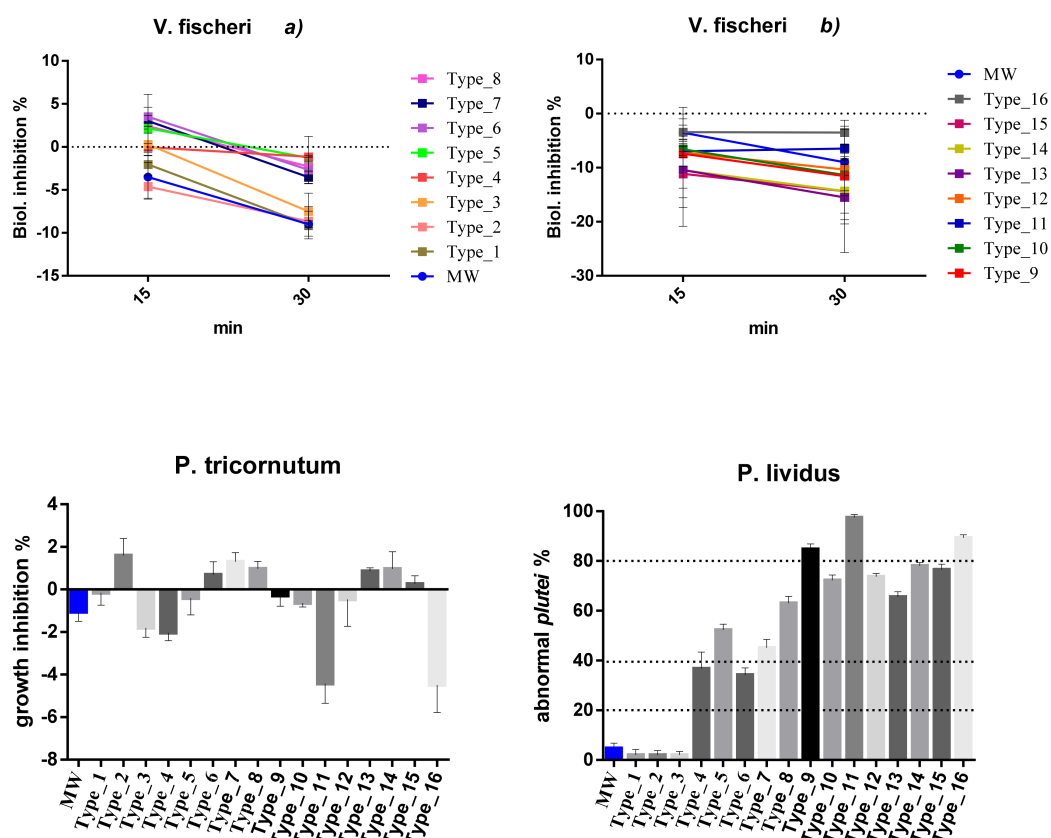 V. fischeri a)
V. fischeri b)
10
5
0
-5
-10
-15
Biol. inhibition %
15
30
min
Type_8
Type_7
Type_6
Type_5
Type_4
Type_3
Type_2
Type_1
MW
10
0
-10
-20
-30
Biol. inhibition %
15
30
min
MW
Type_16
Type_15
Type_14
Type_13
Type_12
Type_11
Type_10
Type_9
P. tricornutum
4
2
0
-2
-4
-6
-8
growth inhibition %
MW
Type_1
Type_2
Type_3
Type_4
Type_5
Type_6
Type_7
Type_8
Type_9
Type_10
Type_11
Type_12
Type_13
Type_14
Type_15
Type_16
P. lividus
100
80
60
40
20
0
abnormal plutei %
MW
Type_1
Type_2
Type_3
Type_4
Type_5
Type_6
Type_7
Type_8
Type_9
Type_10
Type_11
Type_12
Type_13
Type_14
Type_15
Type_16